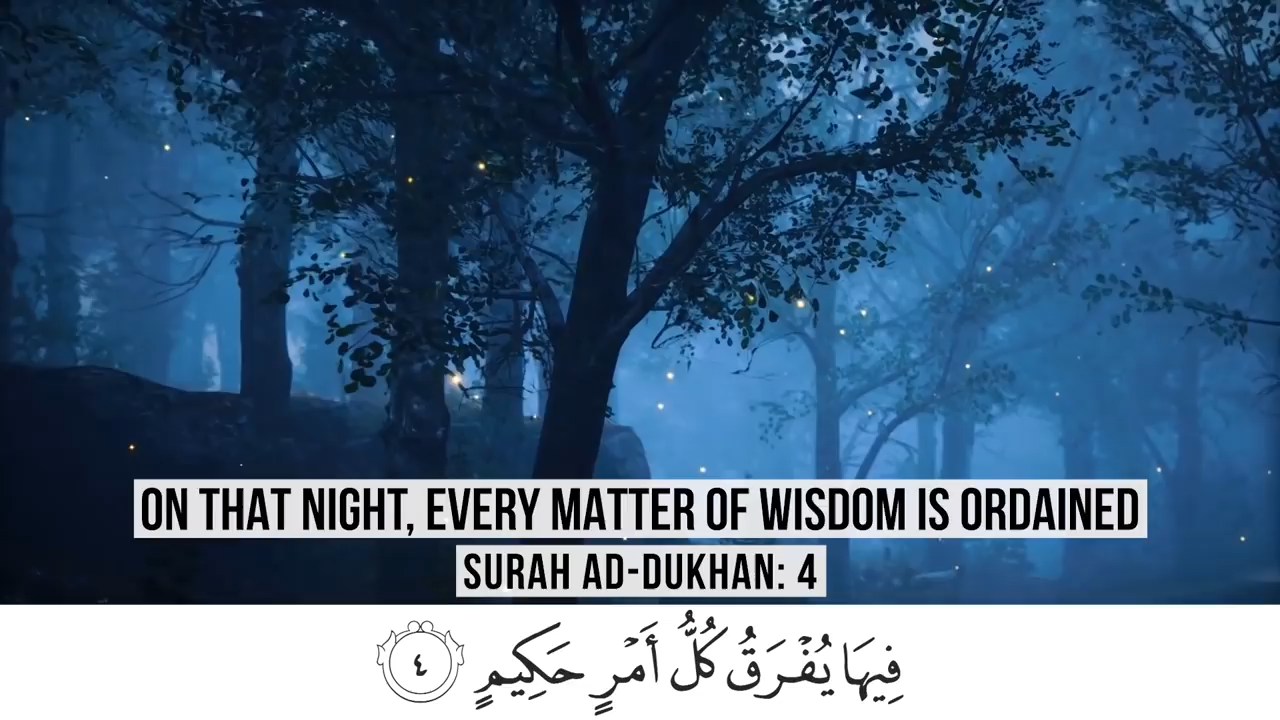 ON THAT NIGHT, EVERY MATTER OF WISDOM IS ORDAINED
SURAH AD-DUKHAN: 4
فِيهَا يُفْرَقُ كُلُّ أَمْرٍ حَكِيمٍ ٤